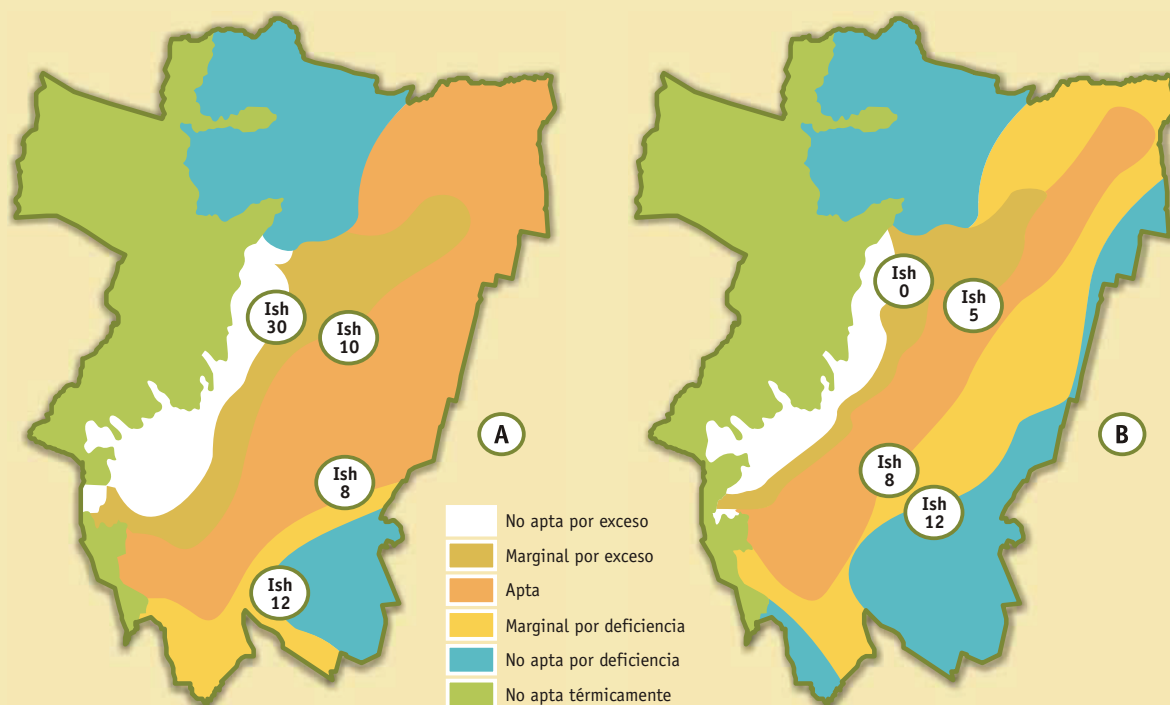 Ish
30
Ish
10
A
Ish
8
Ish
12
No apta por exceso
Marginal por exceso
Apta
Marginal por deficiencia
No apta por deficiencia
No apta térmicamente
Ish
0
Ish
5
B
Ish
8
Ish
12